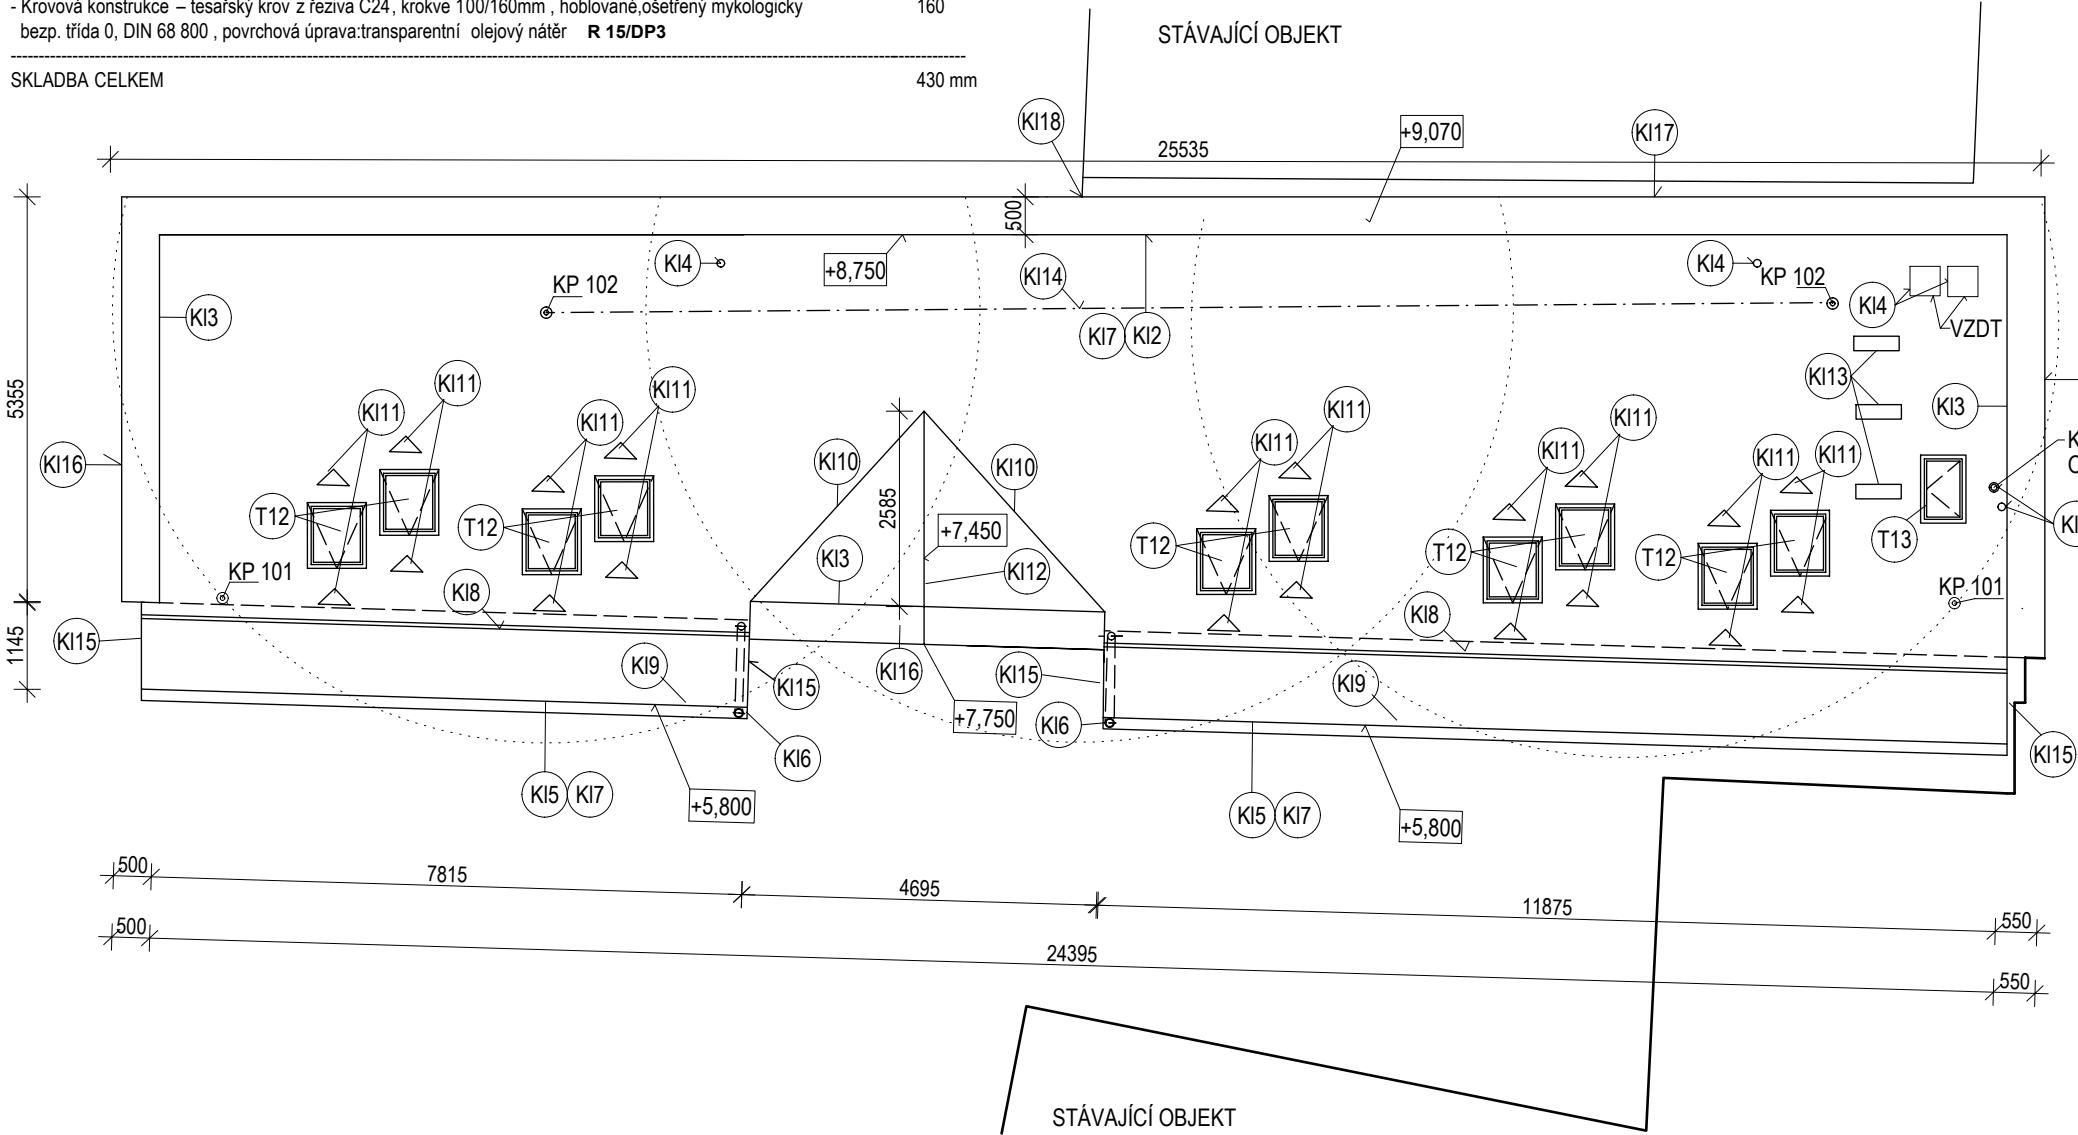 - Krovová konstrukce – tesařský krov z řeziva C24, krokve 100/160mm , hoblované,ošetřený mykologicky 160
bezp. třída 0, DIN 68 800 , povrchová úprava:transparentní olejový nátěr R 15/DP3
SKLADBA CELKEM 430 mm
STÁVAJÍCÍ OBJEKT
Kl18
+9,070
Kl17
25535
500
Kl4
+8,750
Kl14
Kl4
KP 102
KP 102
Kl4
VZDT
Kl3
Kl7
Kl2
5355
Kl11
Kl11
Kl11
Kl11
Kl11
Kl11
Kl11
Kl11
Kl11
Kl11
Kl13
Kl3
Kl16
Kl10
Kl10
2585
T12
T12
+7,450
T12
T12
T12
T13
KP 101
Kl3
Kl12
KP 101
Kl8
Kl8
1145
Kl15
Kl9
Kl15
Kl16
Kl15
Kl9
+7,750
Kl6
Kl6
Kl15
Kl5
Kl7
+5,800
Kl5
Kl7
+5,800
500
7815
4695
11875
550
500
24395
550
STÁVAJÍCÍ OBJEKT